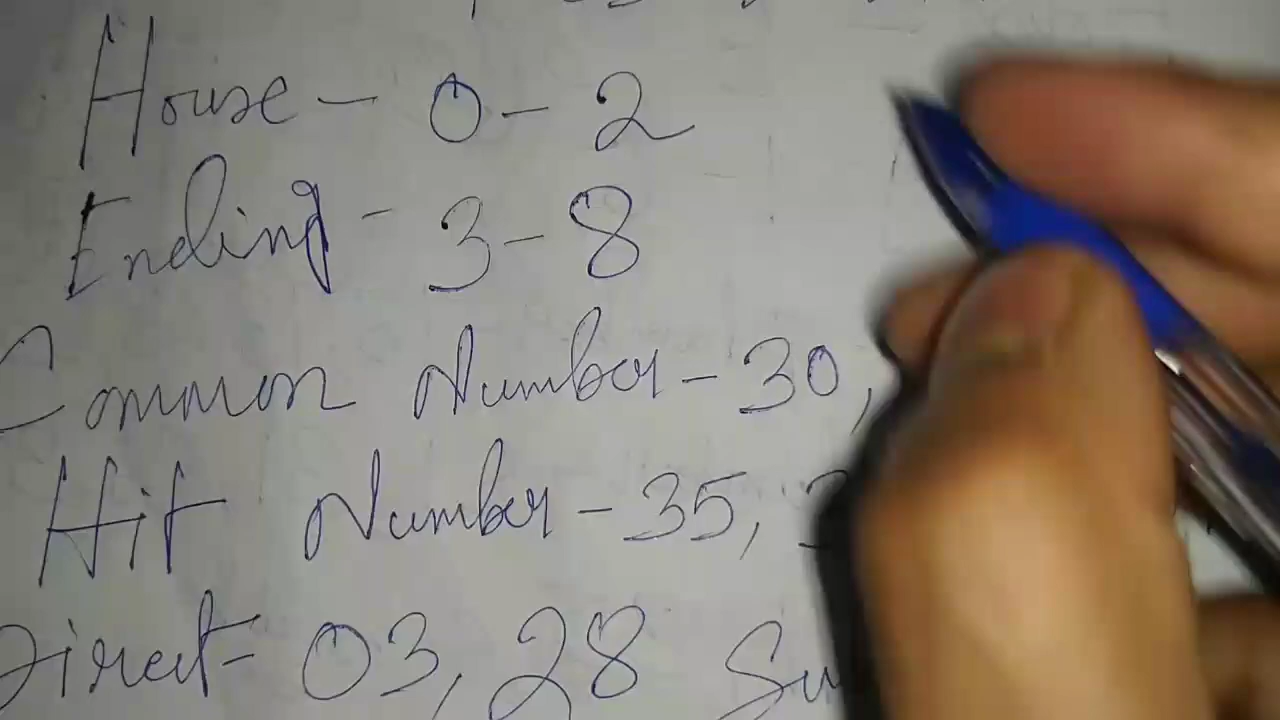 House - 0 - 2
Ending - 3 - 8
Common Number - 30,
Hit Number - 35,
Direct - 03, 28